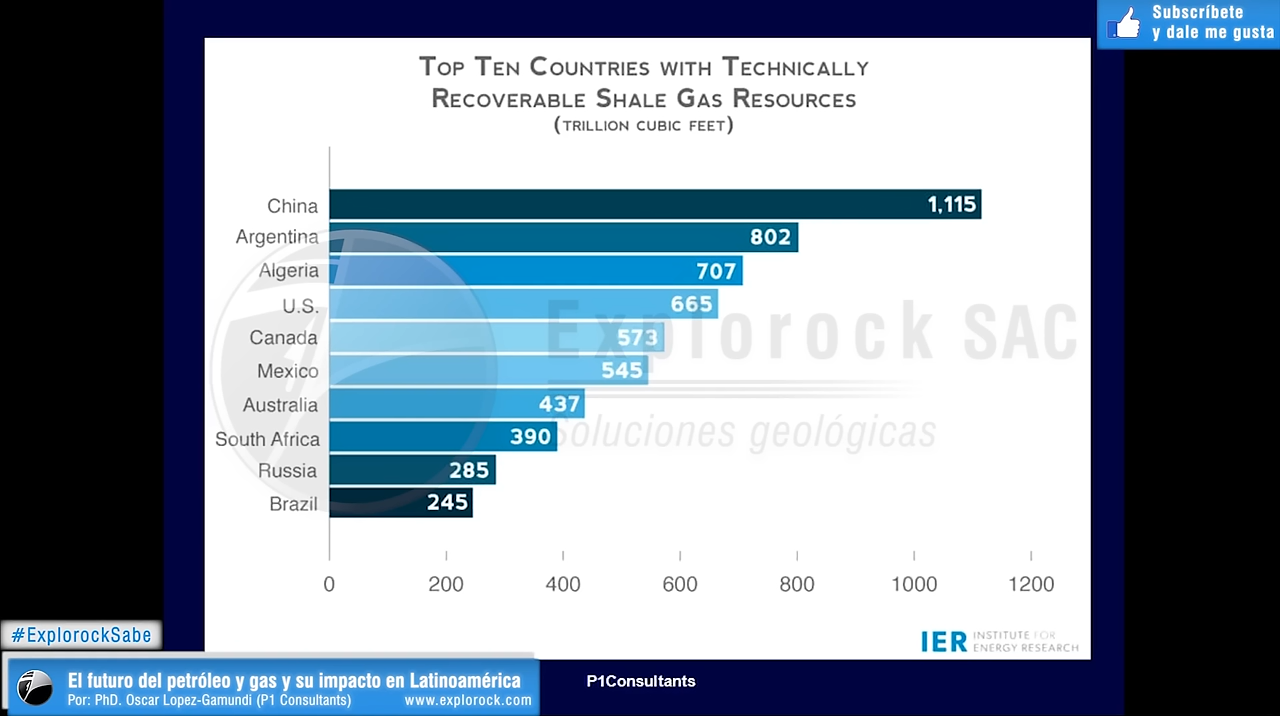 Subscríbete
y dale me gusta
TOP TEN COUNTRIES WITH TECHNICALLY
RECOVERABLE SHALE GAS RESOURCES
(TRILLION CUBIC FEET)
China 1,115
Argentina 802
Algeria 707
U.S. 665
Canada 573
Mexico 545
Australia 437
South Africa 390
Russia 285
Brazil 245
Explorock SAC
Soluciones geológicas
0 200 400 600 800 1000 1200
IER INSTITUTE FOR
ENERGY RESEARCH
#ExplorockSabe
El futuro del petróleo y gas y su impacto en Latinoamérica
Por: PhD. Oscar Lopez-Gamundi (P1 Consultants) www.explorock.com
P1Consultants